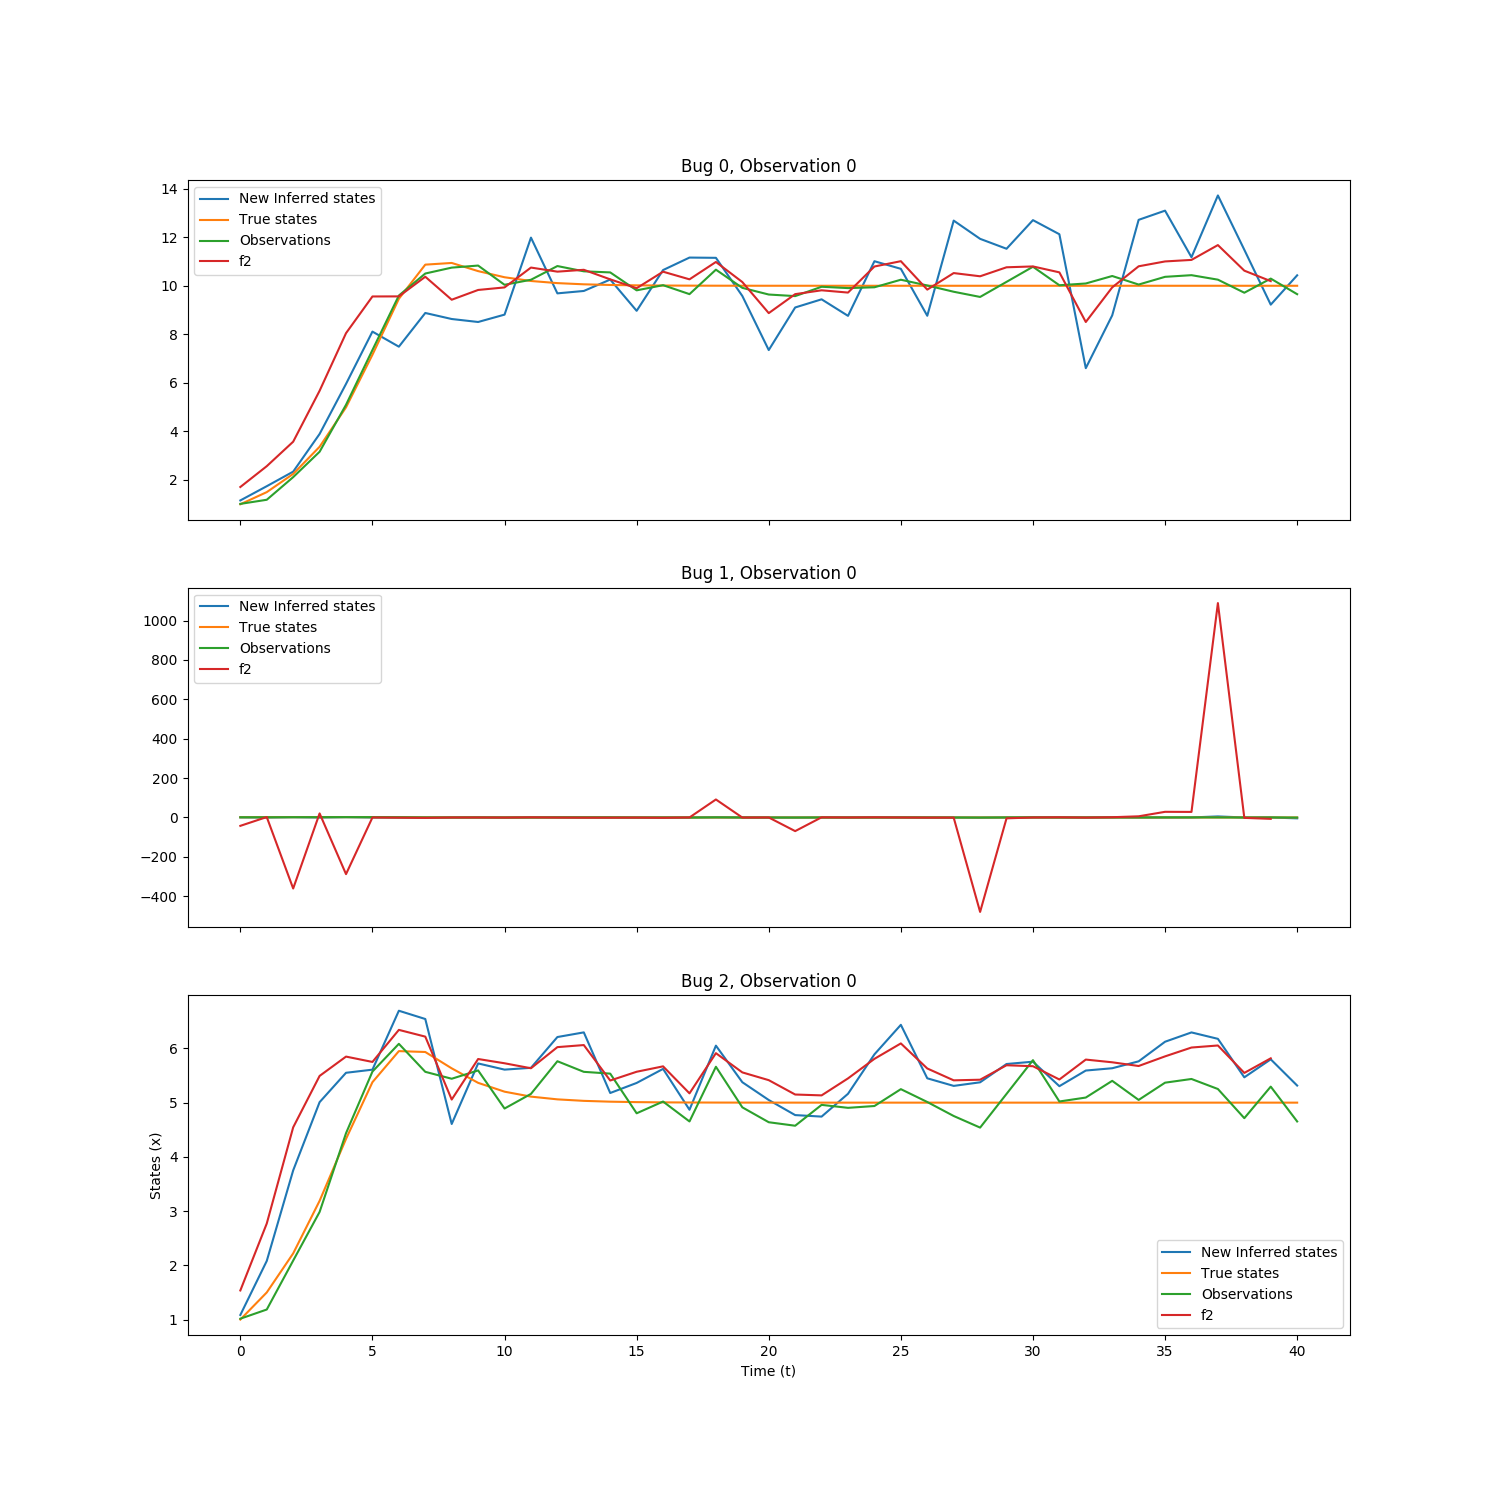 Bug 0, Observation 0
14
12
10
8
6
4
2
New Inferred states
True states
Observations
f2
Bug 1, Observation 0
1000
800
600
400
200
0
−200
−400
New Inferred states
True states
Observations
f2
Bug 2, Observation 0
States (x)
6
5
4
3
2
1
New Inferred states
True states
Observations
f2
0 5 10 15 20 25 30 35 40
Time (t)